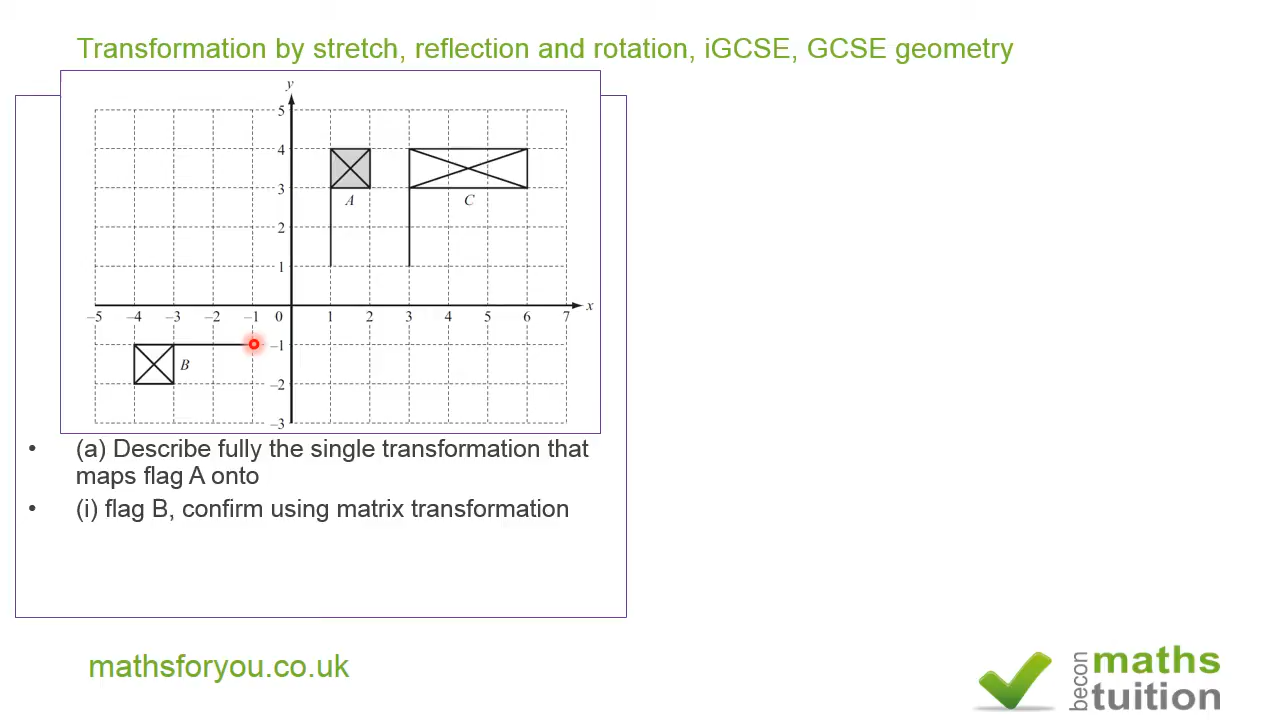 Transformation by stretch, reflection and rotation, iGCSE, GCSE geometry
y
5
4
3
A
C
2
1
–5 –4 –3 –2 –1 0 1 2 3 4 5 6 7 x
–1
B
–2
–3
• (a) Describe fully the single transformation that
maps flag A onto
• (i) flag B, confirm using matrix transformation
mathsforyou.co.uk
becon
maths
tuition